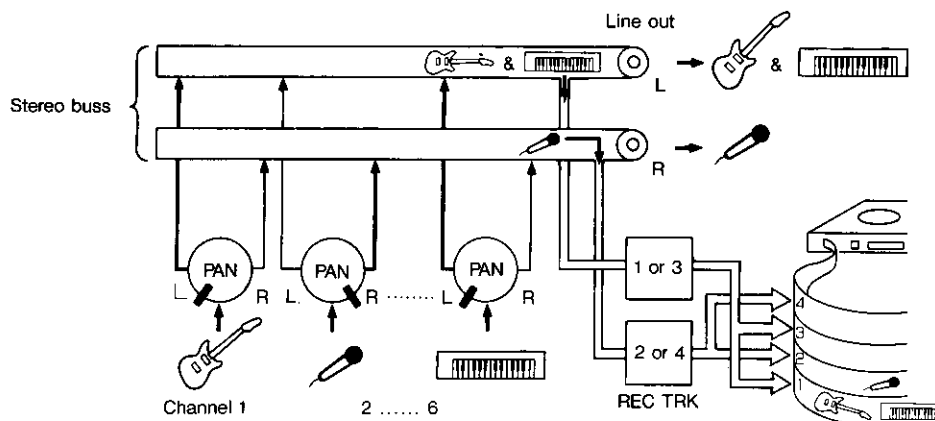 Line out
& &
L
Stereo buss
R
PAN PAN PAN
L R L R ........ L R
1 or 3
2 or 4
4
3
2
1
REC TRK
Channel 1 2 ...... 6